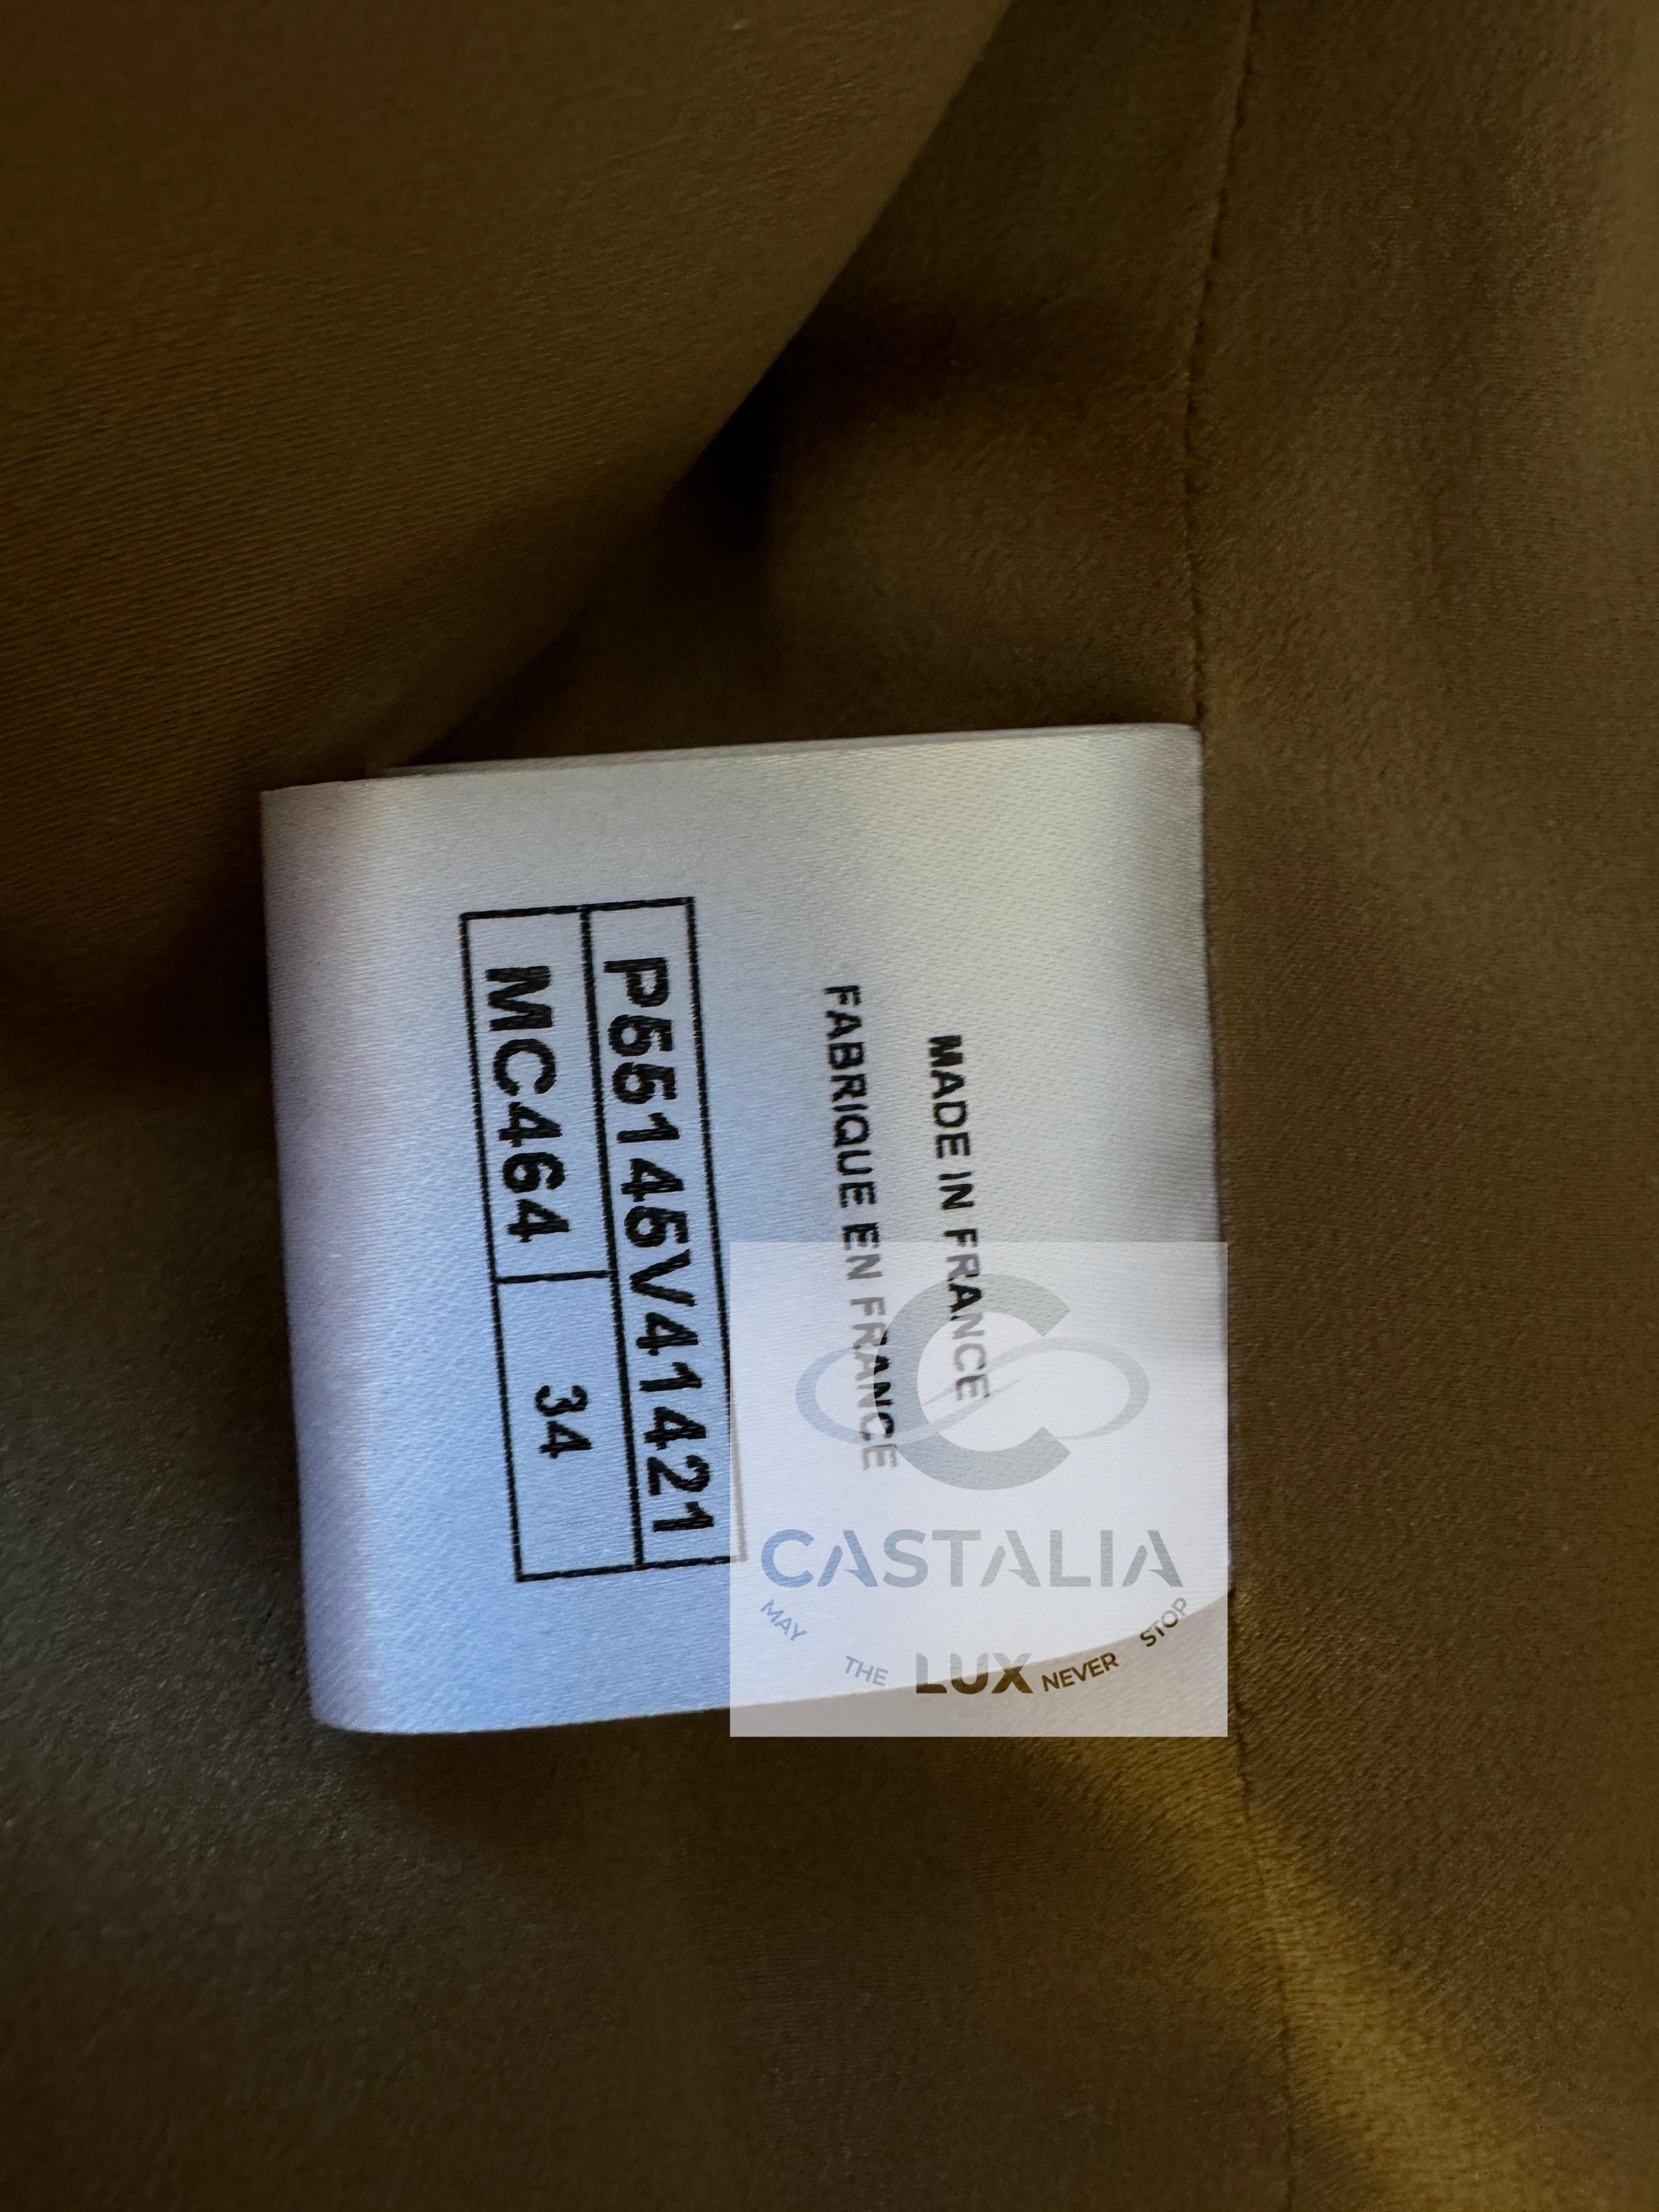 MADE IN FRANCE
FABRIQUE EN FRANCE
P55145V41421
MC464 34
C
CASTALIA
MAY THE LUX NEVER STOP